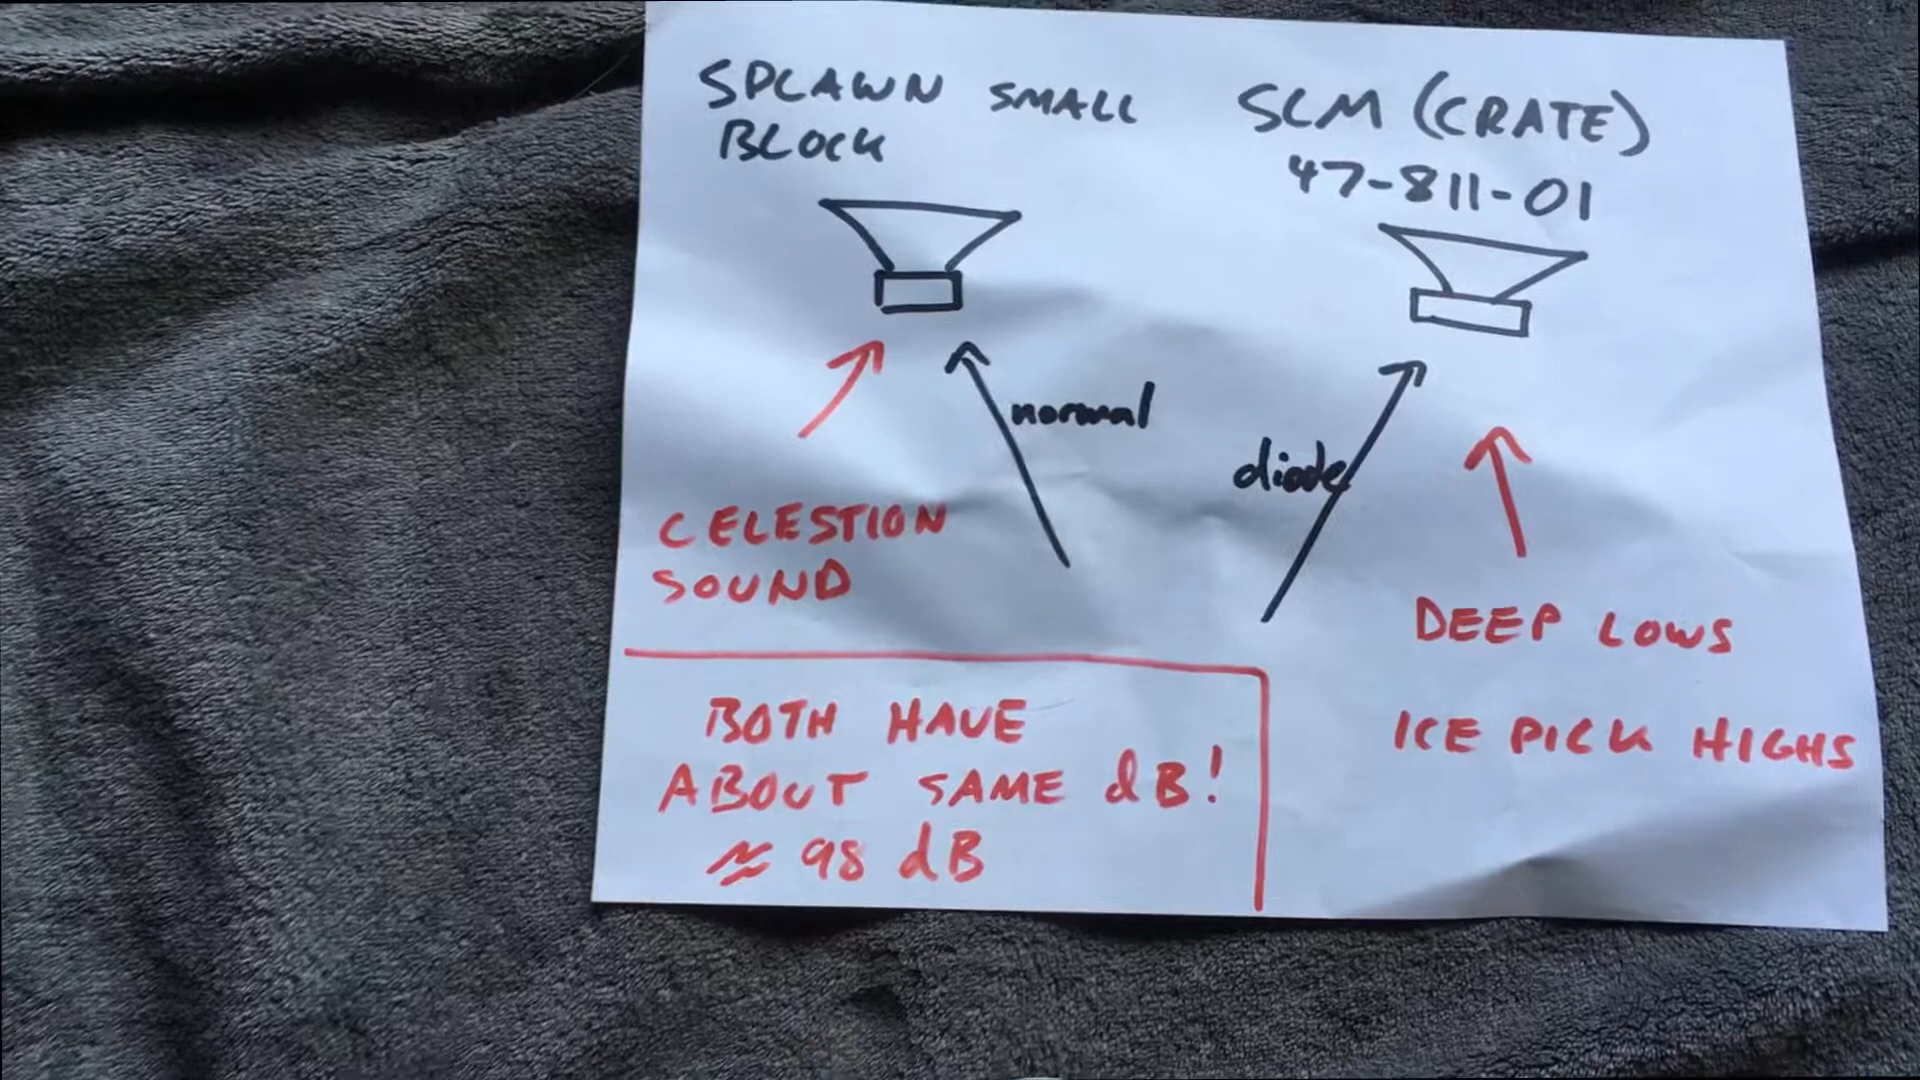 SPLAWN SMALL
BLOCK
SLM (CRATE)
47-811-01
normal
diode
CELESTION
SOUND
DEEP LOWS
ICE PICK HIGHS
BOTH HAVE
ABOUT SAME dB!
≈ 98 dB